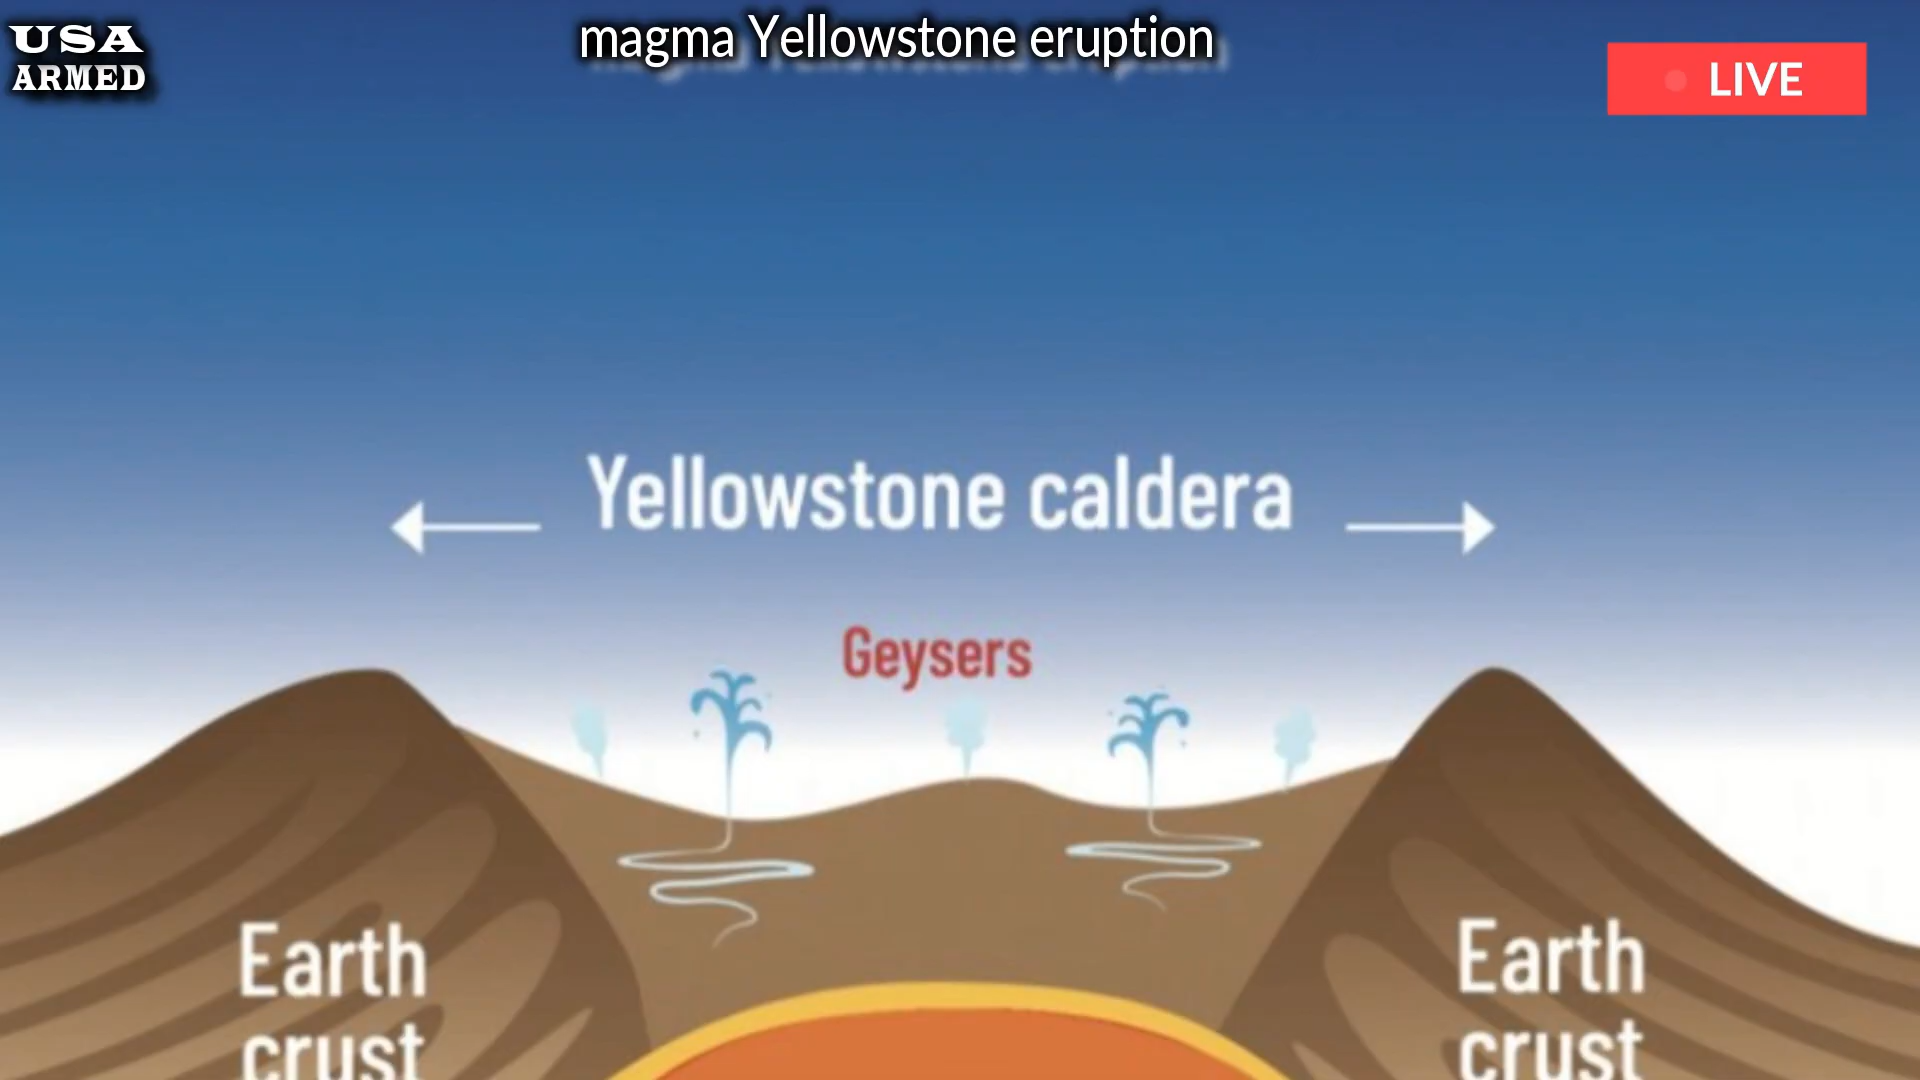 USA
ARMED
magma Yellowstone eruption
LIVE
Yellowstone caldera
Geysers
Earth
crust
Earth
crust